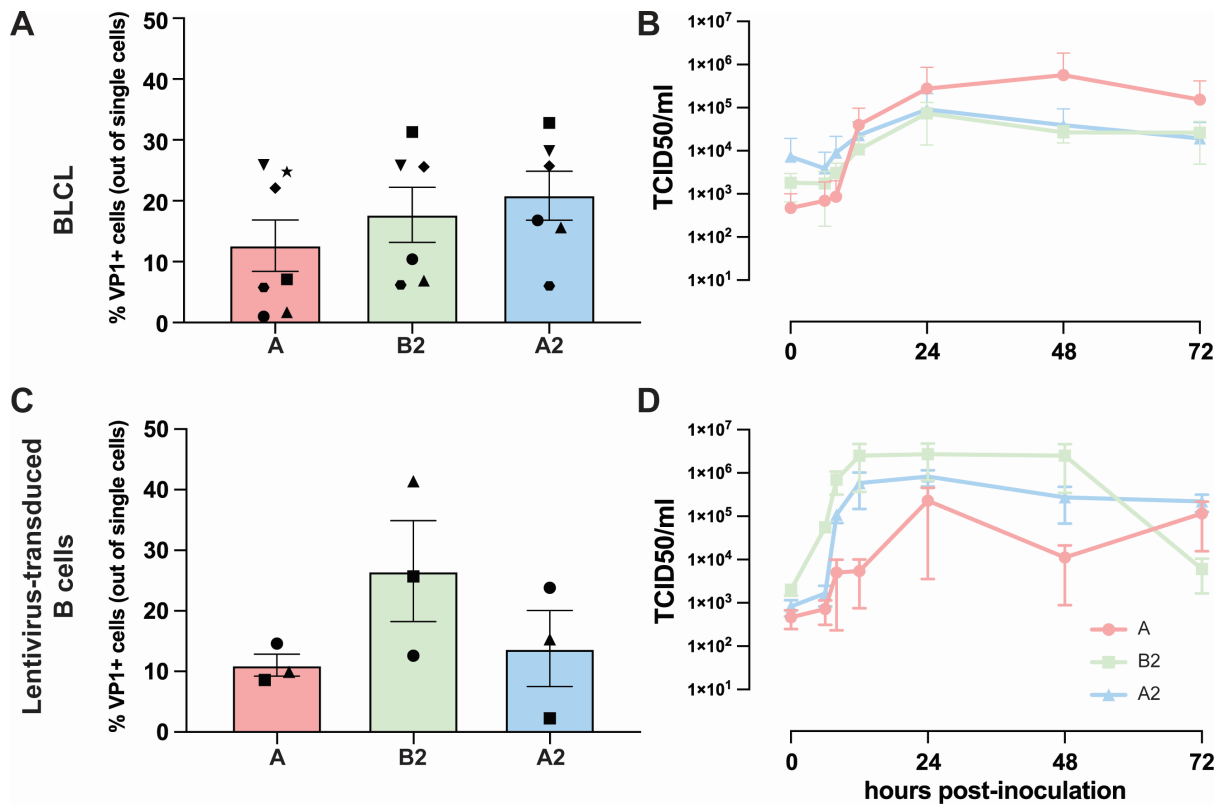 A
BLCL
% VP1+ cells (out of single cells)
50
40
30
20
10
0
A
B2
A2
B
TCID50/ml
1×10⁷
1×10⁶
1×10⁵
1×10⁴
1×10³
1×10²
1×10¹
0
24
48
72
C
Lentivirus-transduced
B cells
% VP1+ cells (out of single cells)
50
40
30
20
10
0
A
B2
A2
D
TCID50/ml
1×10⁷
1×10⁶
1×10⁵
1×10⁴
1×10³
1×10²
1×10¹
A
B2
A2
0
24
48
72
hours post-inoculation